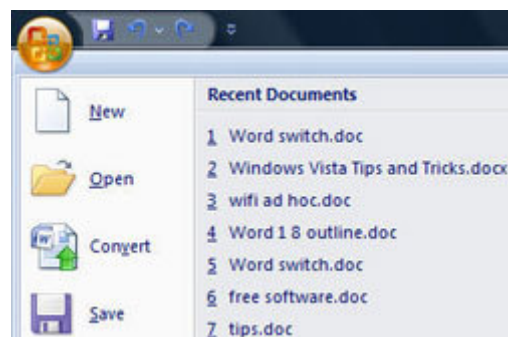 New
Open
Convert
Save
Recent Documents
1 Word switch.doc
2 Windows Vista Tips and Tricks.docx
3 wifi ad hoc.doc
4 Word 1 8 outline.doc
5 Word switch.doc
6 free software.doc
7 tips.doc